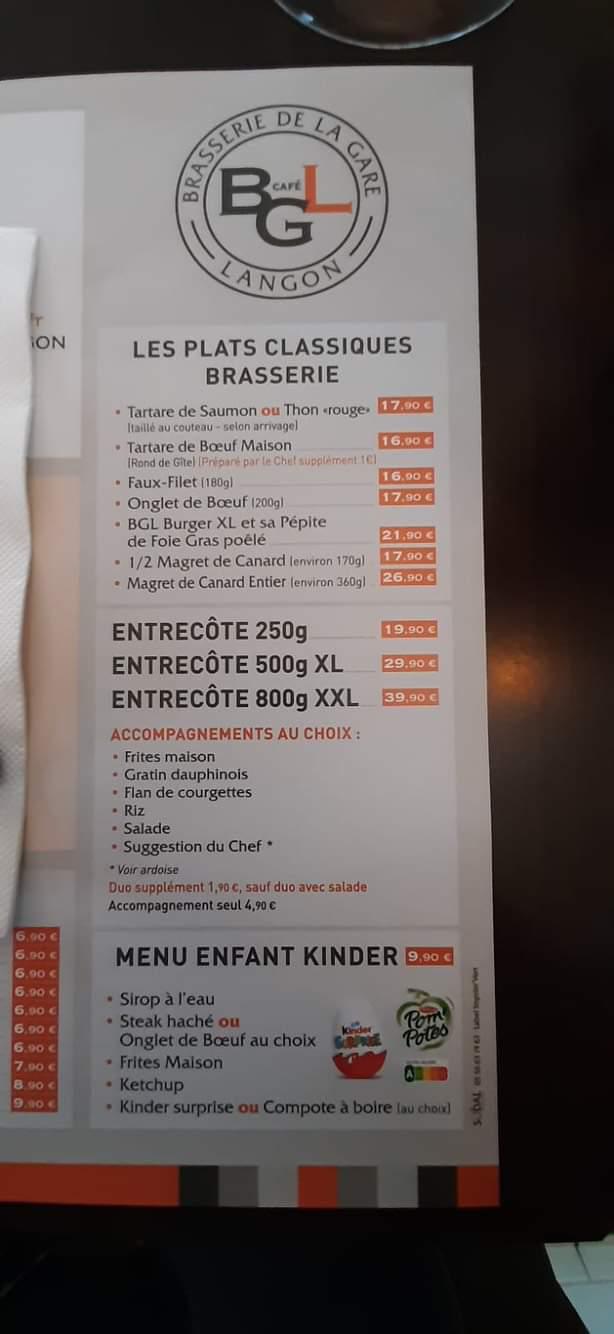 BRASSERIE DE LA GARE
BGL
CAFÉ
LANGON
LES PLATS CLASSIQUES
BRASSERIE
• Tartare de Saumon ou Thon «rouge» 17,90 €
(taillé au couteau - selon arrivage)
• Tartare de Bœuf Maison 16,90 €
(Rond de Gîte) (Préparé par le Chef supplément 1€)
• Faux-Filet (180g) 16,90 €
• Onglet de Bœuf (200g) 17,90 €
• BGL Burger XL et sa Pépite
de Foie Gras poêlé 21,90 €
• 1/2 Magret de Canard (environ 170g) 17,90 €
• Magret de Canard Entier (environ 360g) 26,90 €
ENTRECÔTE 250g 19,90 €
ENTRECÔTE 500g XL 29,90 €
ENTRECÔTE 800g XXL 39,90 €
ACCOMPAGNEMENTS AU CHOIX :
• Frites maison
• Gratin dauphinois
• Flan de courgettes
• Riz
• Salade
• Suggestion du Chef *
* Voir ardoise
Duo supplément 1,90 €, sauf duo avec salade
Accompagnement seul 4,90 €
MENU ENFANT KINDER 9,90 €
• Sirop à l'eau
• Steak haché ou
Onglet de Bœuf au choix
• Frites Maison
• Ketchup
• Kinder surprise ou Compote à boire (au choix)
Kinder
SURPRISE
Pom'
Potes
A
ION
6,90 €
6,90 €
6,90 €
6,90 €
6,90 €
6,90 €
6,90 €
7,90 €
8,90 €
9,90 €